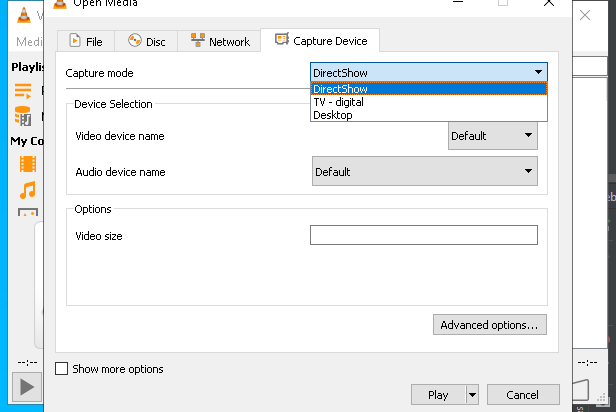 Open Media
Medi
File
Disc
Network
Capture Device
Playlis
Capture mode
DirectShow
DirectShow
TV - digital
Desktop
Device Selection
Video device name
Default
My Co
Audio device name
Default
Options
Video size
Advanced options...
--:--
--:--
Show more options
Play
Cancel